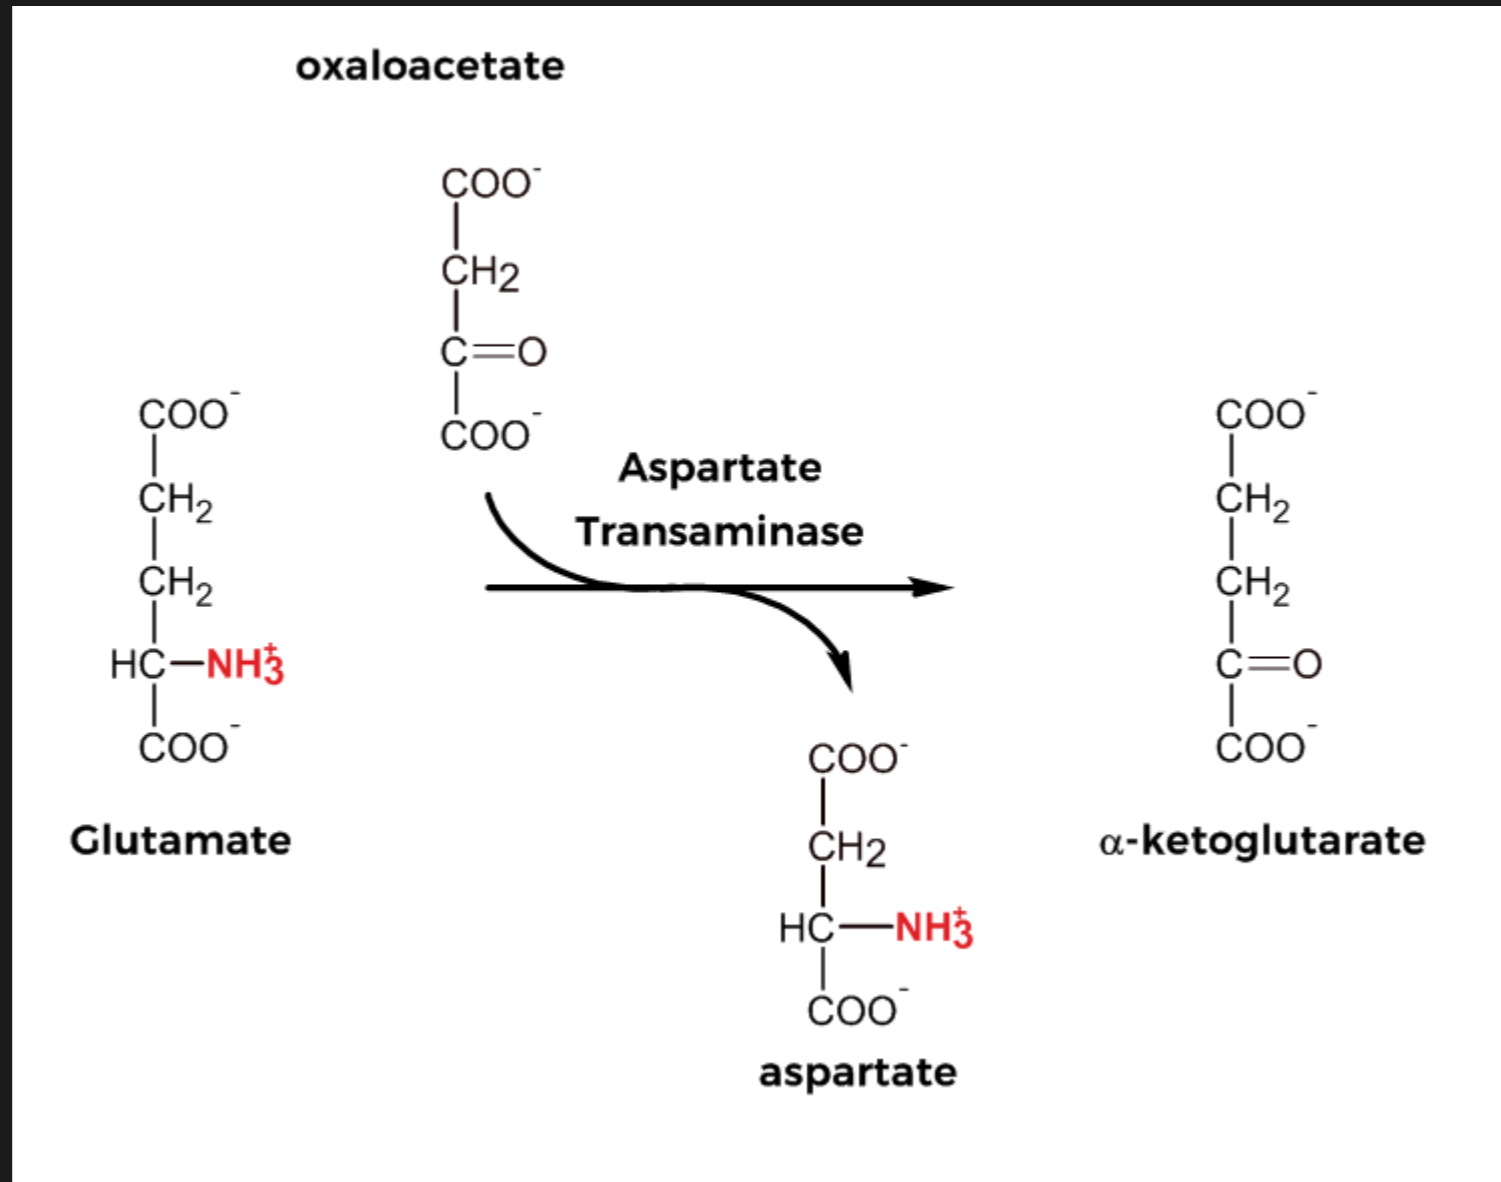 oxaloacetate
COO-
CH2
C=O
COO-
Aspartate
Transaminase
COO-
CH2
CH2
HC-NH3+
COO-
Glutamate
COO-
CH2
CH2
C=O
COO-
α-ketoglutarate
COO-
CH2
HC-NH3+
COO-
aspartate